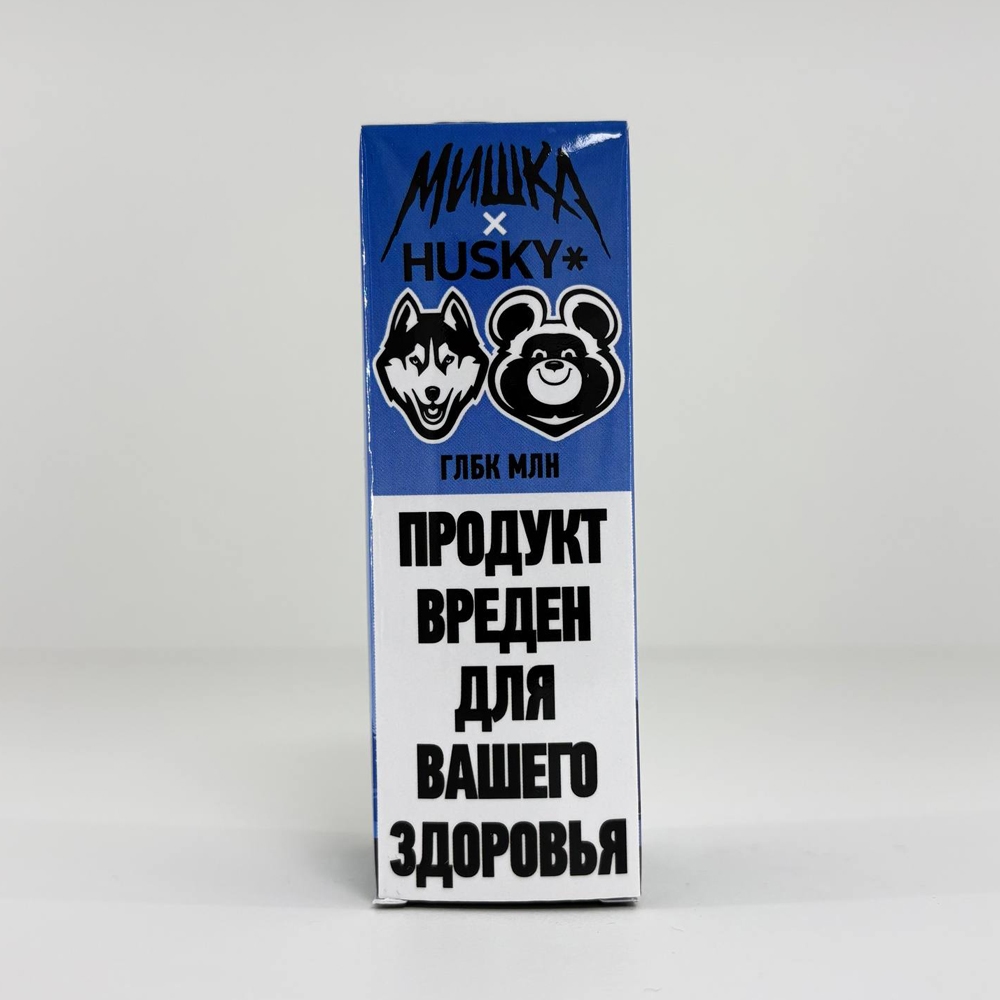 МИШКА
×
HUSKY*
ГЛБК МЛН
ПРОДУКТ
ВРЕДЕН
ДЛЯ
ВАШЕГО
ЗДОРОВЬЯ